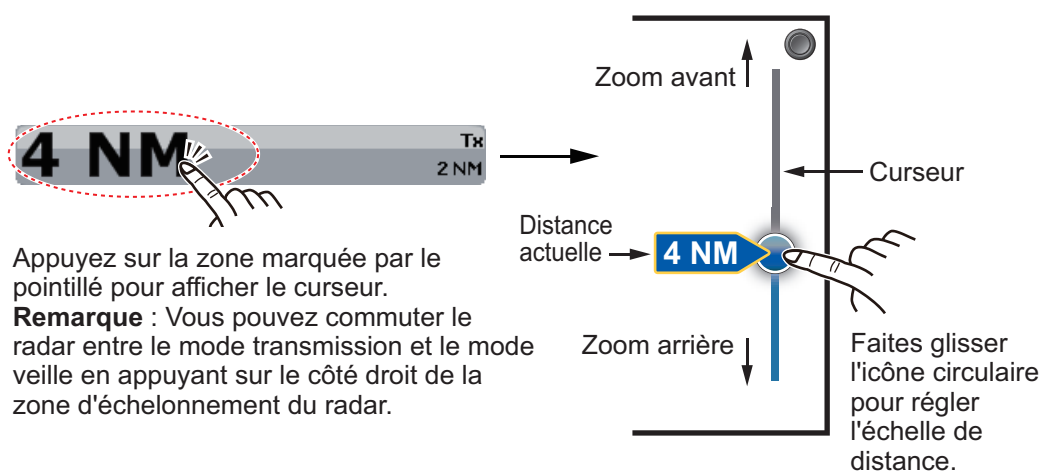 4 NM
Tx
2 NM
Appuyez sur la zone marquée par le
pointillé pour afficher le curseur.
Remarque : Vous pouvez commuter le
radar entre le mode transmission et le mode
veille en appuyant sur le côté droit de la
zone d'échelonnement du radar.
Zoom avant
Curseur
Distance
actuelle
4 NM
Zoom arrière
Faites glisser
l'icône circulaire
pour régler
l'échelle de
distance.